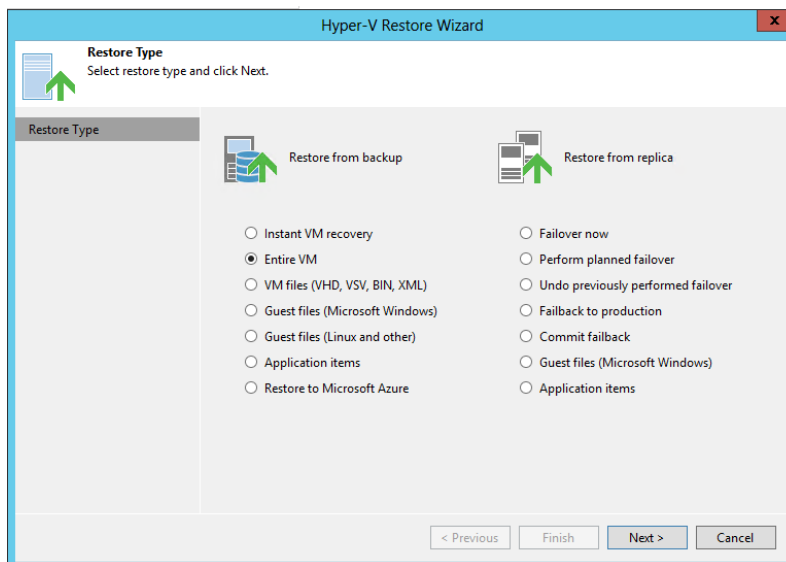 Hyper-V Restore Wizard
x
Restore Type
Select restore type and click Next.
Restore Type
Restore from backup
Instant VM recovery
Entire VM
VM files (VHD, VSV, BIN, XML)
Guest files (Microsoft Windows)
Guest files (Linux and other)
Application items
Restore to Microsoft Azure
Restore from replica
Failover now
Perform planned failover
Undo previously performed failover
Failback to production
Commit failback
Guest files (Microsoft Windows)
Application items
< Previous
Finish
Next >
Cancel